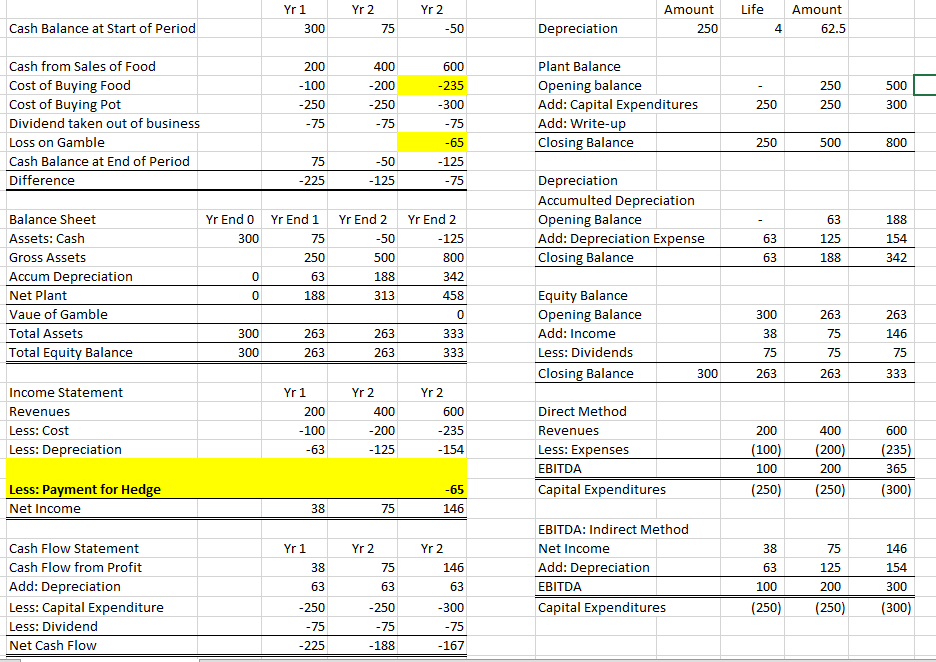 Yr 1 Yr 2 Yr 2
Cash Balance at Start of Period 300 75 -50
Cash from Sales of Food 200 400 600
Cost of Buying Food -100 -200 -235
Cost of Buying Pot -250 -250 -300
Dividend taken out of business -75 -75 -75
Loss on Gamble -65
Cash Balance at End of Period 75 -50 -125
Difference -225 -125 -75
Balance Sheet Yr End 0 Yr End 1 Yr End 2 Yr End 2
Assets: Cash 300 75 -50 -125
Gross Assets 250 500 800
Accum Depreciation 0 63 188 342
Net Plant 0 188 313 458
Vaue of Gamble 0
Total Assets 300 263 263 333
Total Equity Balance 300 263 263 333
Income Statement Yr 1 Yr 2 Yr 2
Revenues 200 400 600
Less: Cost -100 -200 -235
Less: Depreciation -63 -125 -154
Less: Payment for Hedge -65
Net Income 38 75 146
Cash Flow Statement Yr 1 Yr 2 Yr 2
Cash Flow from Profit 38 75 146
Add: Depreciation 63 63 63
Less: Capital Expenditure -250 -250 -300
Less: Dividend -75 -75 -75
Net Cash Flow -225 -188 -167
Amount Life Amount
Depreciation 250 4 62.5
Plant Balance
Opening balance - 250 500
Add: Capital Expenditures 250 250 300
Add: Write-up
Closing Balance 250 500 800
Depreciation
Accumulted Depreciation
Opening Balance - 63 188
Add: Depreciation Expense 63 125 154
Closing Balance 63 188 342
Equity Balance
Opening Balance 300 263 263
Add: Income 38 75 146
Less: Dividends 75 75 75
Closing Balance 300 263 263 333
Direct Method
Revenues 200 400 600
Less: Expenses (100) (200) (235)
EBITDA 100 200 365
Capital Expenditures (250) (250) (300)
EBITDA: Indirect Method
Net Income 38 75 146
Add: Depreciation 63 125 154
EBITDA 100 200 300
Capital Expenditures (250) (250) (300)